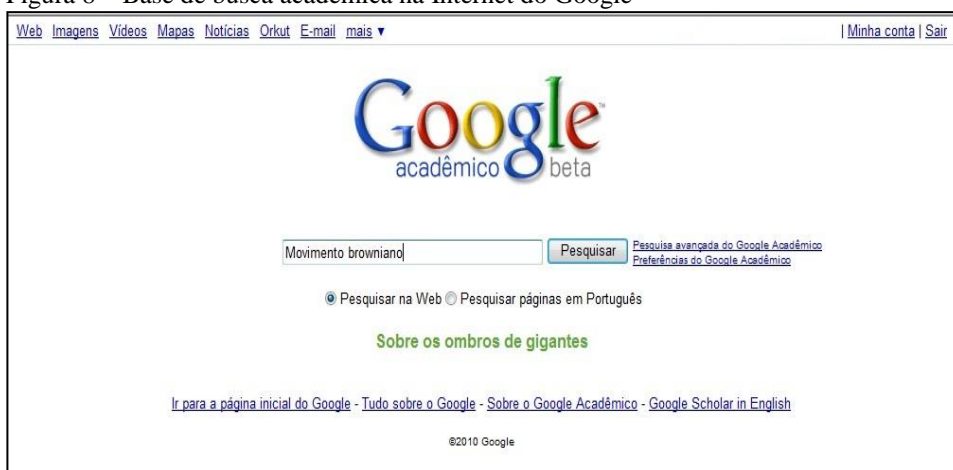 Figura 8 – Base de busca acadêmica na Internet do Google
Web Imagens Vídeos Mapas Notícias Orkut E-mail mais ▼ | Minha conta | Sair
Google™
acadêmico beta
Movimento browniano Pesquisar Pesquisa avançada do Google Acadêmico
Preferências do Google Acadêmico
Pesquisar na Web Pesquisar páginas em Português
Sobre os ombros de gigantes
Ir para a página inicial do Google - Tudo sobre o Google - Sobre o Google Acadêmico - Google Scholar in English
©2010 Google